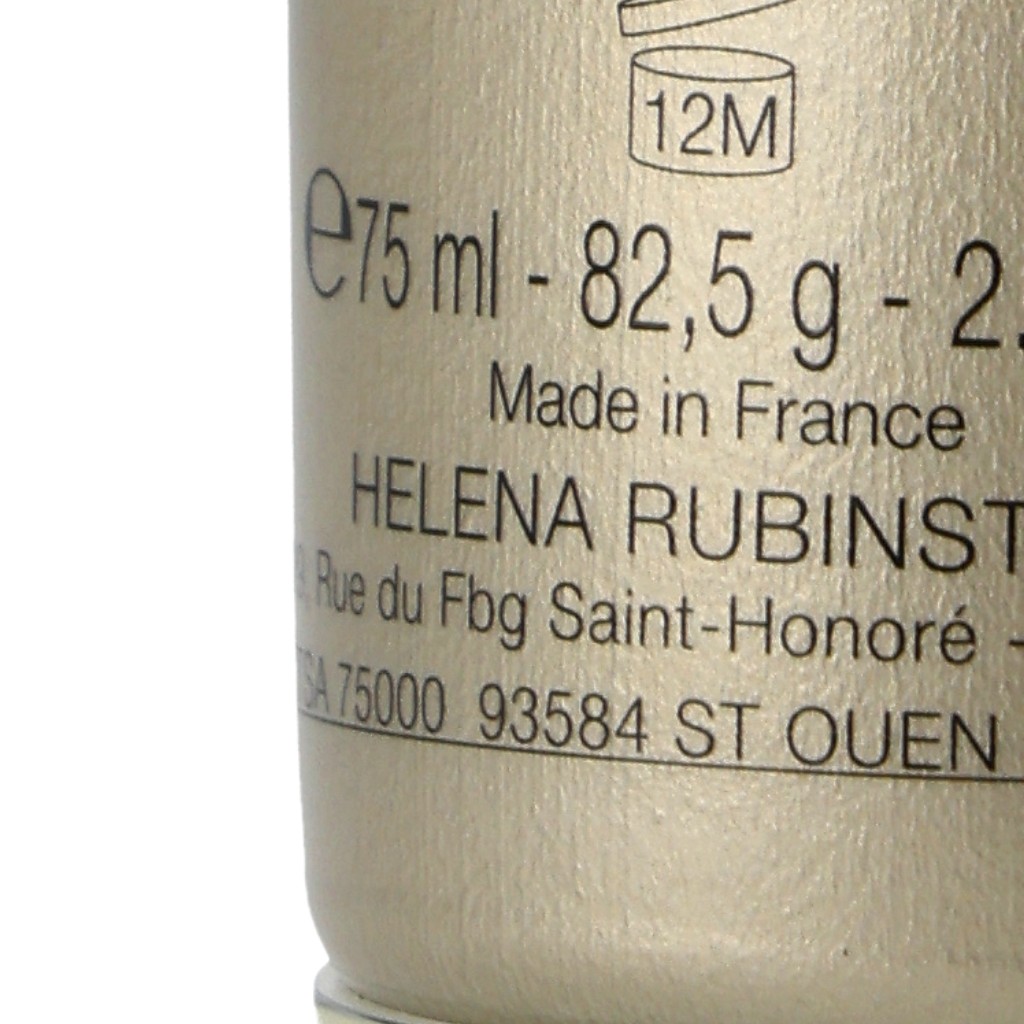 12M
℮75 ml - 82,5 g - 2.
Made in France
HELENA RUBINST
Rue du Fbg Saint-Honoré -
TSA 75000 93584 ST OUEN